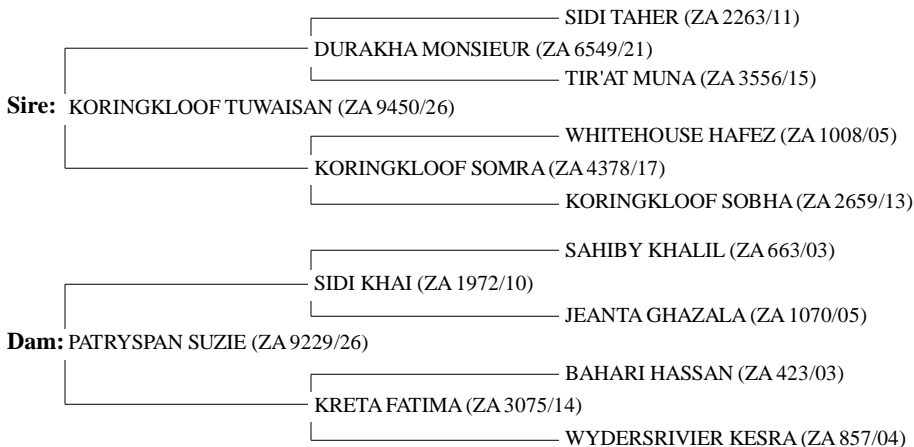 SIDI TAHER (ZA 2263/11)
DURAKHA MONSIEUR (ZA 6549/21)
TIR'AT MUNA (ZA 3556/15)
Sire: KORINGKLOOF TUWAISAN (ZA 9450/26)
WHITEHOUSE HAFEZ (ZA 1008/05)
KORINGKLOOF SOMRA (ZA 4378/17)
KORINGKLOOF SOBHA (ZA 2659/13)
SAHIBY KHALIL (ZA 663/03)
SIDI KHAI (ZA 1972/10)
JEANTA GHAZALA (ZA 1070/05)
Dam: PATRYSPAN SUZIE (ZA 9229/26)
BAHARI HASSAN (ZA 423/03)
KRETA FATIMA (ZA 3075/14)
WYDERSRIVIER KESRA (ZA 857/04)